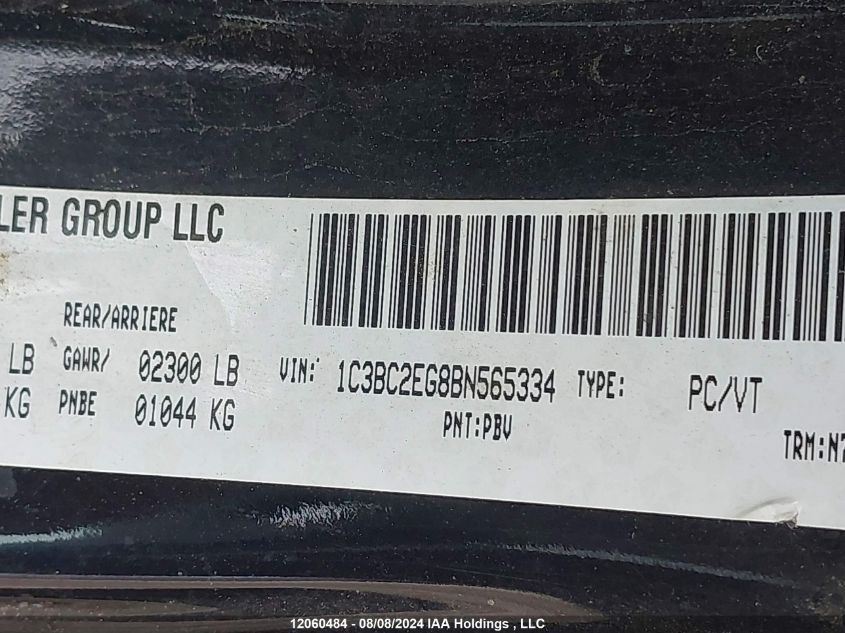 LER GROUP LLC
REAR/ARRIERE
LB GAWR/ 02300 LB VIN: 1C3BC2EG8BN565334 TYPE: PC/VT
KG PNBE 01044 KG PNT:PBV
TRM:N7
12060484 - 08/08/2024 IAA Holdings , LLC